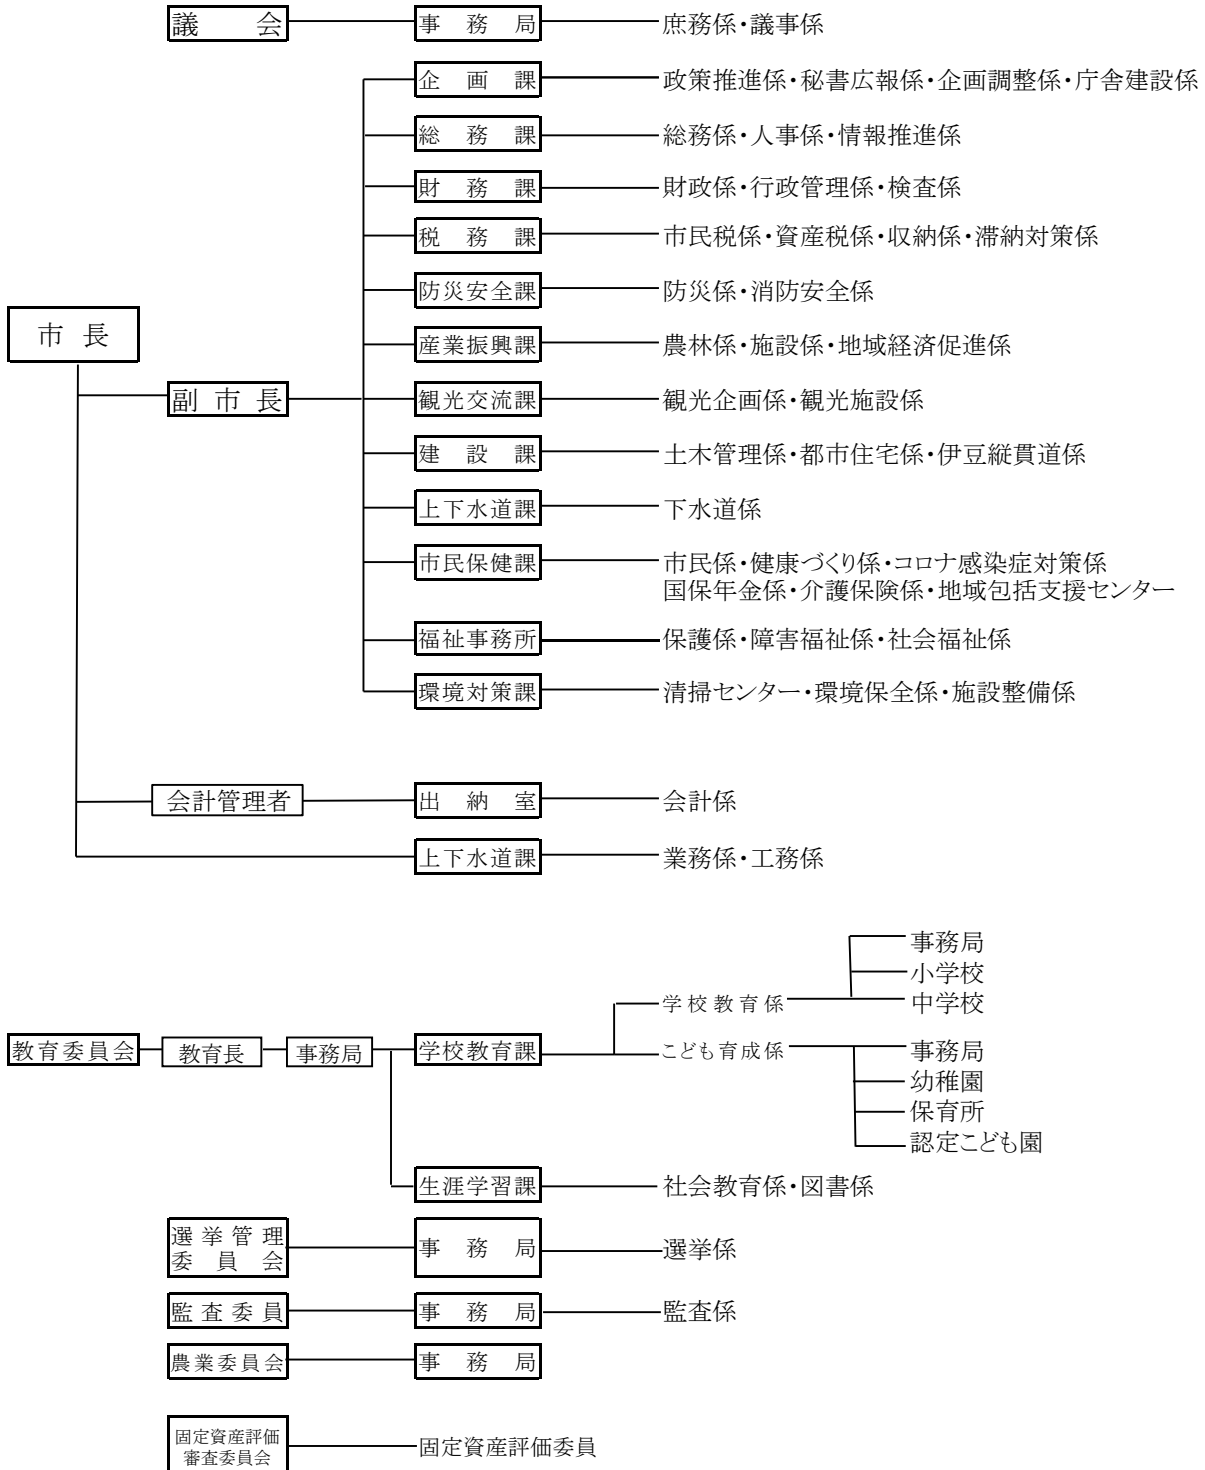 議会 事務局 庶務係・議事係
企画課 政策推進係・秘書広報係・企画調整係・庁舎建設係
総務課 総務係・人事係・情報推進係
財務課 財政係・行政管理係・検査係
税務課 市民税係・資産税係・収納係・滞納対策係
防災安全課 防災係・消防安全係
市長
産業振興課 農林係・施設係・地域経済促進係
副市長 観光交流課 観光企画係・観光施設係
建設課 土木管理係・都市住宅係・伊豆縦貫道係
上下水道課 下水道係
市民保健課 市民係・健康づくり係・コロナ感染症対策係
国保年金係・介護保険係・地域包括支援センター
福祉事務所 保護係・障害福祉係・社会福祉係
環境対策課 清掃センター・環境保全係・施設整備係
会計管理者 出納室 会計係
上下水道課 業務係・工務係
事務局
小学校
学校教育係 中学校
教育委員会 教育長 事務局 学校教育課 こども育成係 事務局
幼稚園
保育所
認定こども園
生涯学習課 社会教育係・図書係
選挙管理
委員会 事務局 選挙係
監査委員 事務局 監査係
農業委員会 事務局
固定資産評価
審査委員会 固定資産評価委員